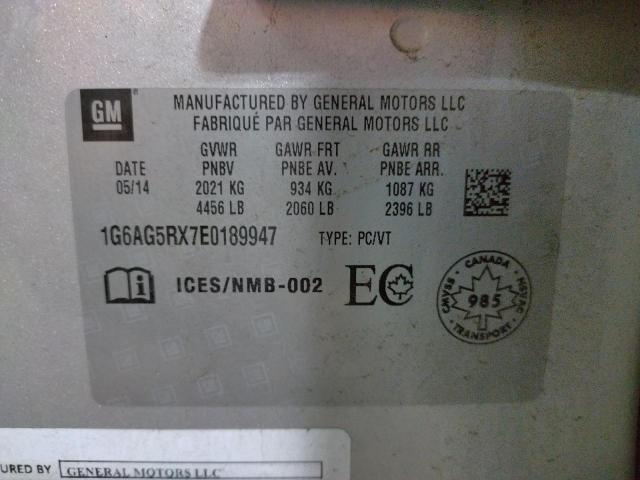 GM
MANUFACTURED BY GENERAL MOTORS LLC
FABRIQUÉ PAR GENERAL MOTORS LLC
GVWR GAWR FRT GAWR RR
DATE PNBV PNBE AV. PNBE ARR.
05/14 2021 KG 934 KG 1087 KG
4456 LB 2060 LB 2396 LB
1G6AG5RX7E0189947 TYPE: PC/VT
i ICES/NMB-002 EC
CANADA
CMVSS 985 NSVAC
TRANSPORT
URED BY GENERAL MOTORS LLC